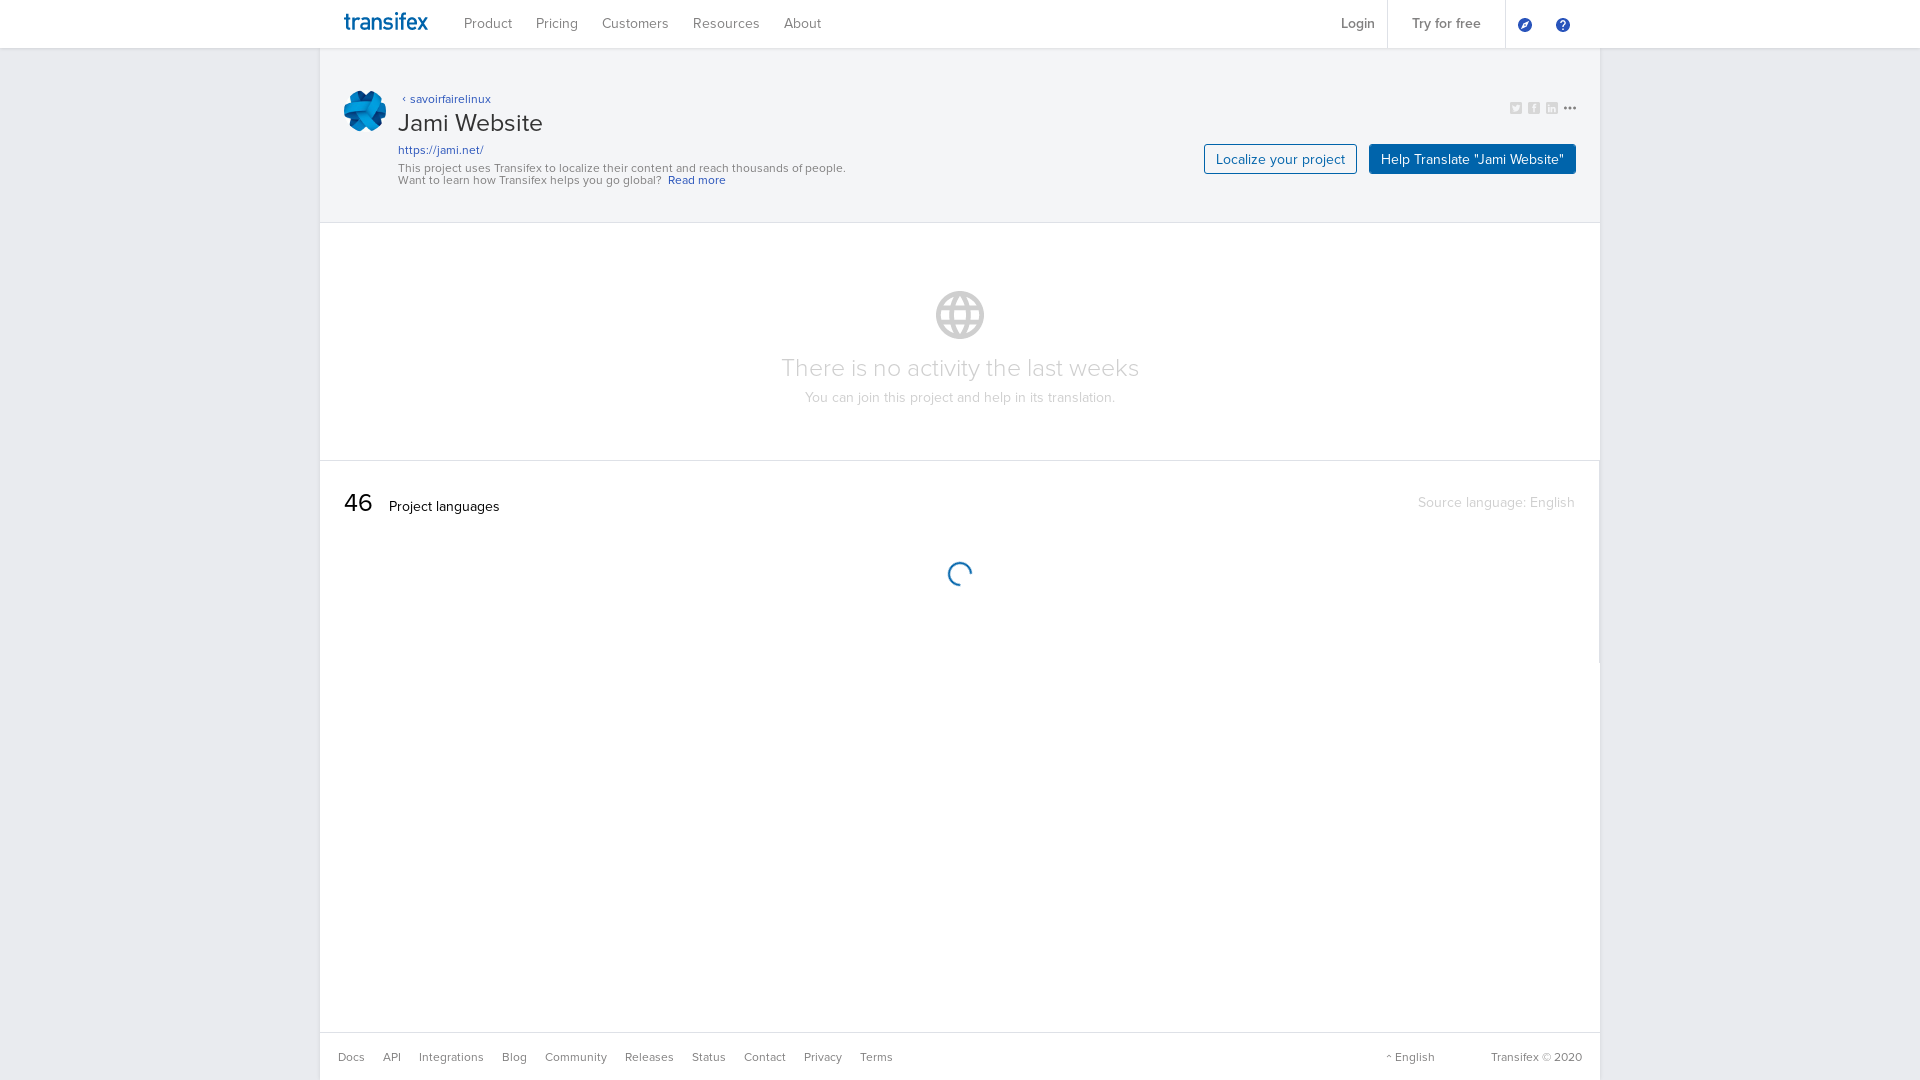 transifex
Product
Pricing
Customers
Resources
About
Login
Try for free
‹ savoirfairelinux
Jami Website
https://jami.net/
This project uses Transifex to localize their content and reach thousands of people.
Want to learn how Transifex helps you go global? Read more
Localize your project
Help Translate "Jami Website"
There is no activity the last weeks
You can join this project and help in its translation.
46 Project languages
Source language: English
Docs
API
Integrations
Blog
Community
Releases
Status
Contact
Privacy
Terms
English
Transifex © 2020